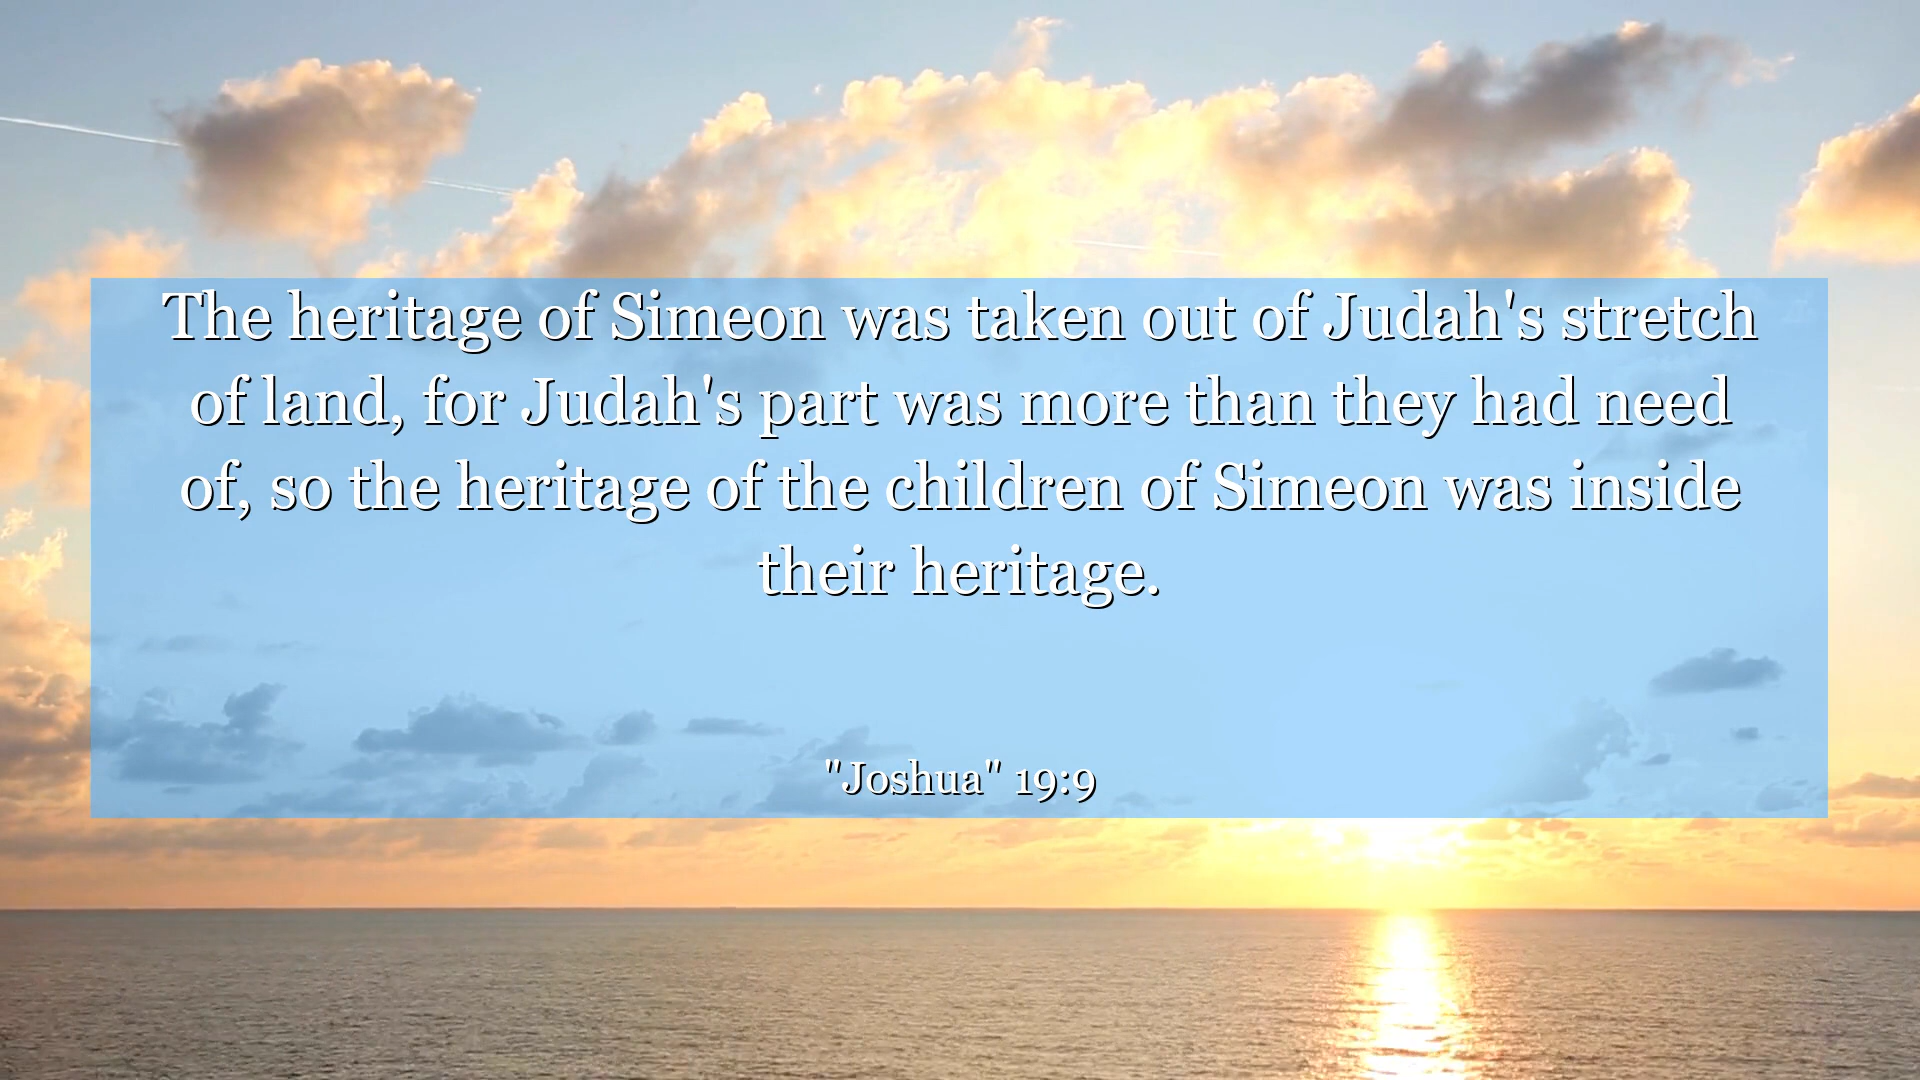 The heritage of Simeon was taken out of Judah's stretch
of land, for Judah's part was more than they had need
of, so the heritage of the children of Simeon was inside
their heritage.
"Joshua" 19:9